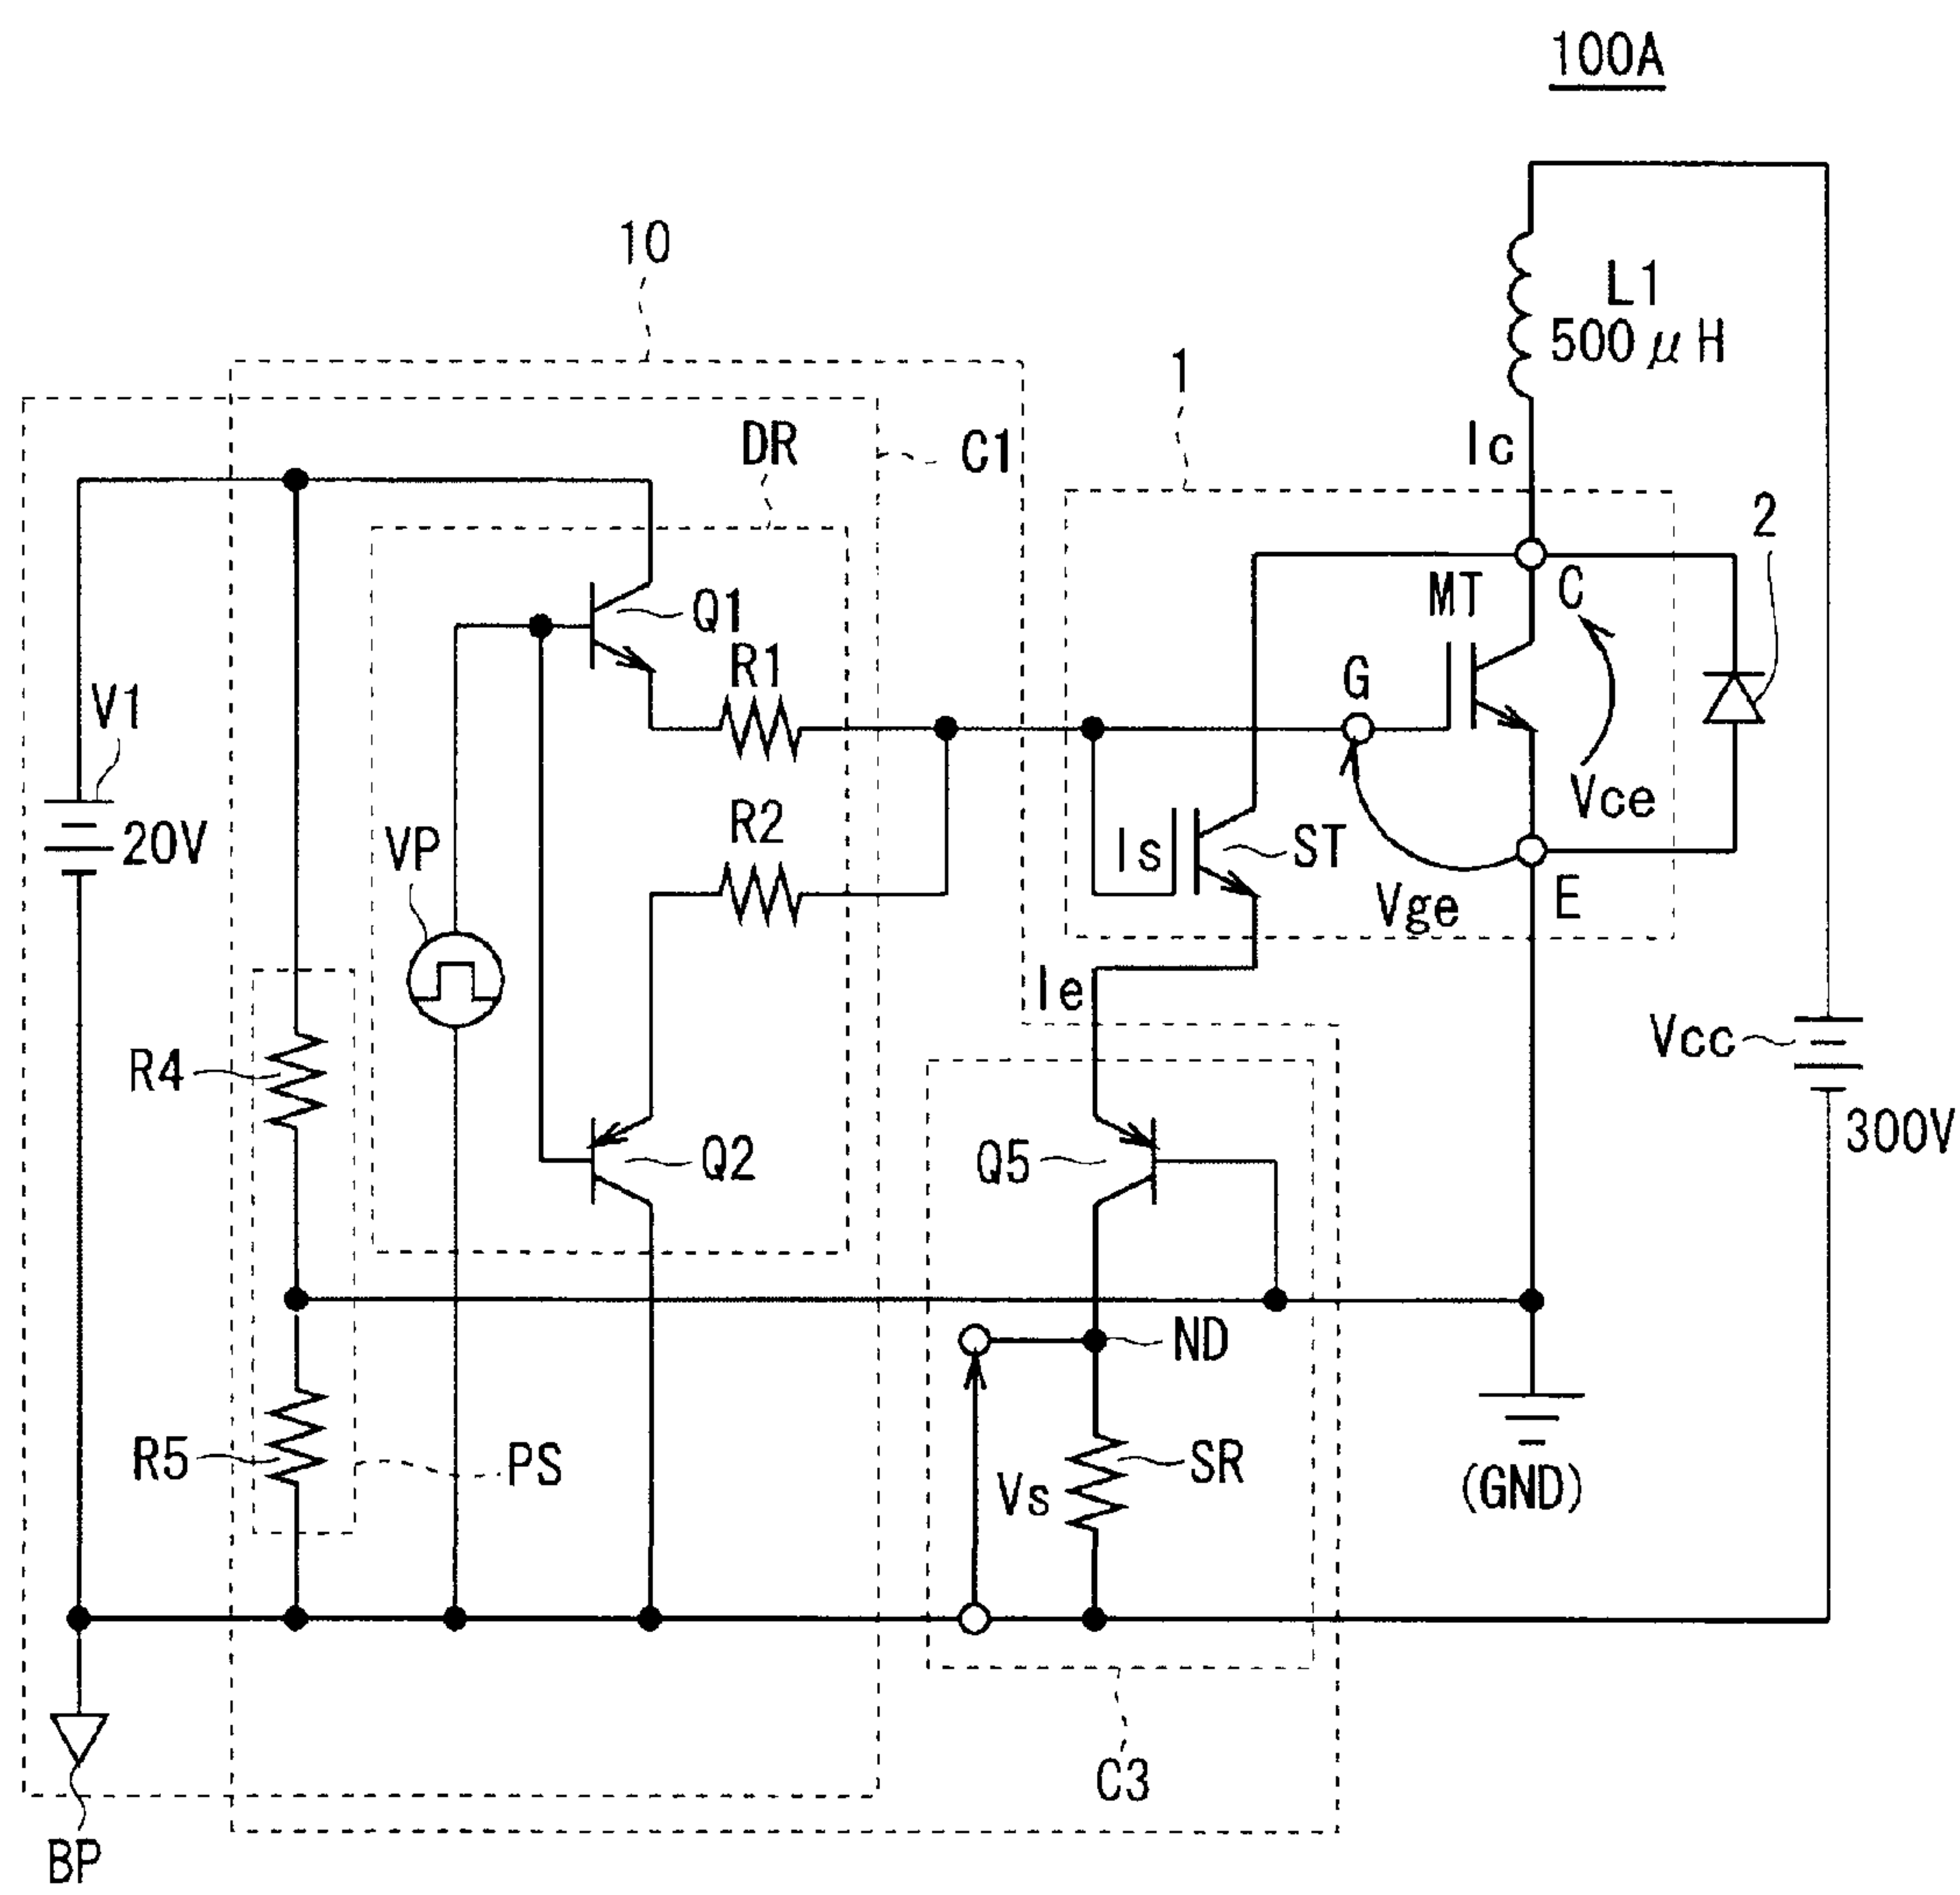 100A
10
L1
500μH
1
DR
C1
Ic
2
Q1
MT
C
R1
G
V1
20V
VP
R2
Is
ST
Vce
Vge
E
Ie
R4
Vcc
300V
Q2
Q5
ND
R5
PS
Vs
SR
(GND)
C3
BP